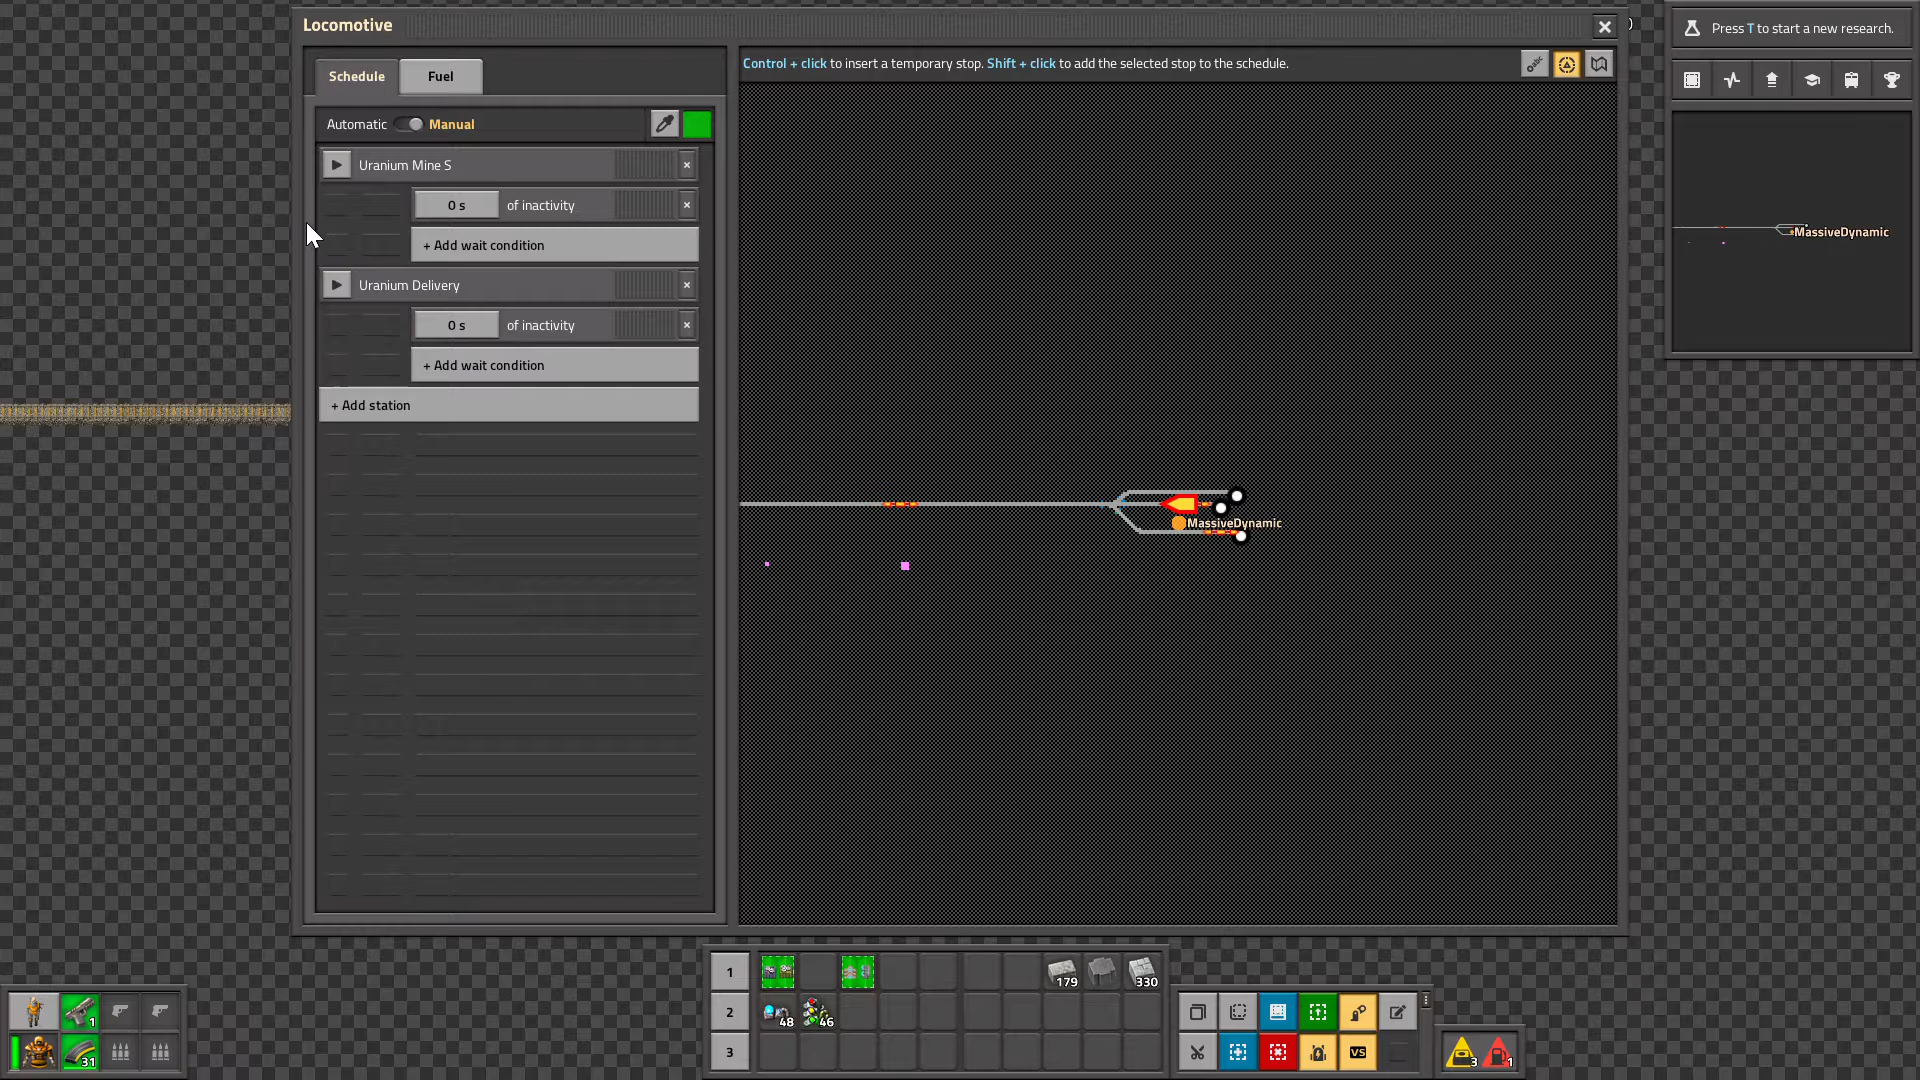 Locomotive
Schedule
Fuel
Automatic
Manual
Uranium Mine S
0 s
of inactivity
+ Add wait condition
Uranium Delivery
0 s
of inactivity
+ Add wait condition
+ Add station
Control + click to insert a temporary stop. Shift + click to add the selected stop to the schedule.
MassiveDynamic
Press T to start a new research.
MassiveDynamic
1
31
1
179
330
2
48
46
3
VS
3
1